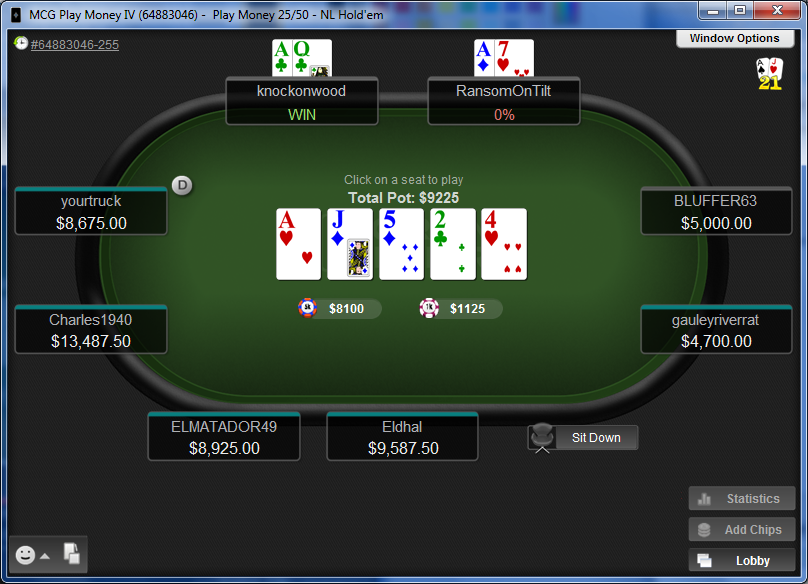 MCG Play Money IV (64883046) - Play Money 25/50 - NL Hold'em
#64883046-255
Window Options
A Q
A 7
A J
21
knockonwood
WIN
RansomOnTilt
0%
D
Click on a seat to play
Total Pot: $9225
yourtruck
$8,675.00
BLUFFER63
$5,000.00
A J 5 2 4
5K $8100
1K $1125
Charles1940
$13,487.50
gauleyriverrat
$4,700.00
ELMATADOR49
$8,925.00
Eldhal
$9,587.50
Sit Down
Statistics
Add Chips
Lobby